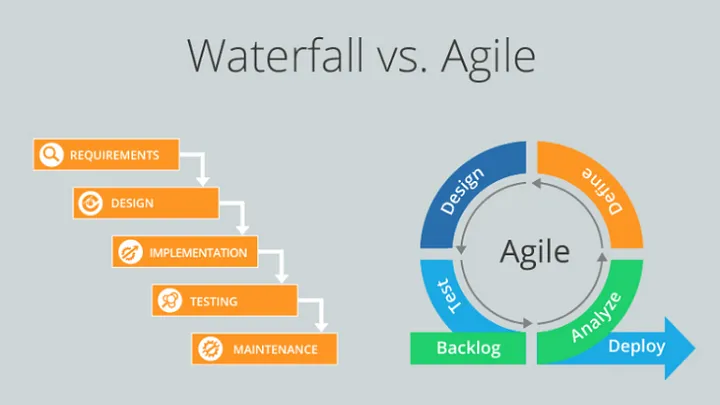 Waterfall vs. Agile
REQUIREMENTS
DESIGN
IMPLEMENTATION
TESTING
MAINTENANCE
Design
Define
Agile
Test
Analyze
Backlog
Deploy